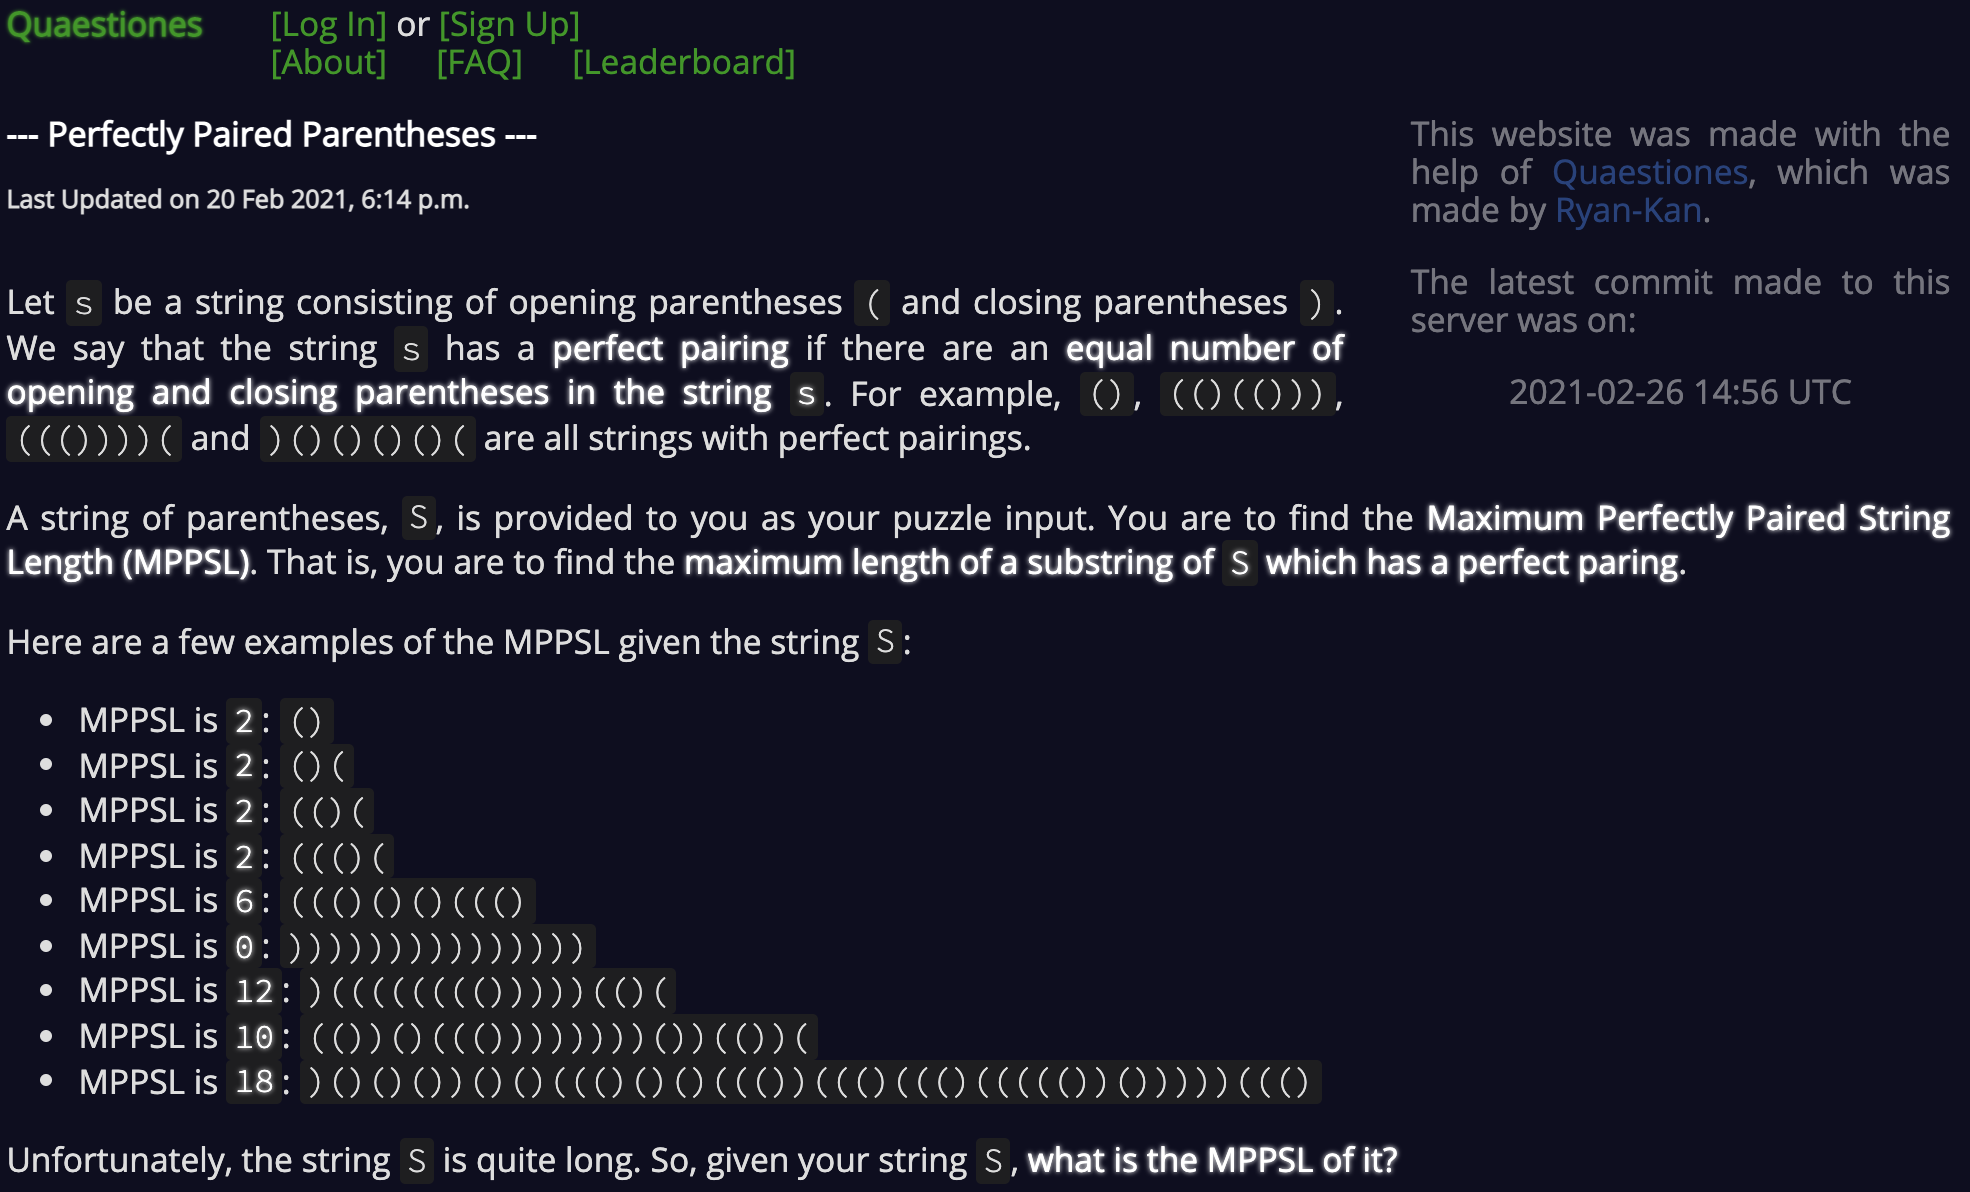 Quaestiones [Log In] or [Sign Up]
[About] [FAQ] [Leaderboard]
--- Perfectly Paired Parentheses ---
Last Updated on 20 Feb 2021, 6:14 p.m.
Let s be a string consisting of opening parentheses ( and closing parentheses ).
We say that the string s has a perfect pairing if there are an equal number of
opening and closing parentheses in the string s. For example, (), (()(())),
((())))( and )()()()()( are all strings with perfect pairings.
A string of parentheses, S, is provided to you as your puzzle input. You are to find the Maximum Perfectly Paired String
Length (MPPSL). That is, you are to find the maximum length of a substring of S which has a perfect paring.
Here are a few examples of the MPPSL given the string S:
• MPPSL is 2: ()
• MPPSL is 2: ()(
• MPPSL is 2: (()(
• MPPSL is 2: ((()(
• MPPSL is 6: ((()()()((()
• MPPSL is 0: )))))))))))))))
• MPPSL is 12: )(((((((()))))(()(
• MPPSL is 10: (())()((())))))))())(())(
• MPPSL is 18: )()()())()()((()()()((())((()((()((((())()))))((()
Unfortunately, the string S is quite long. So, given your string S, what is the MPPSL of it?
This website was made with the
help of Quaestiones, which was
made by Ryan-Kan.
The latest commit made to this
server was on:
2021-02-26 14:56 UTC